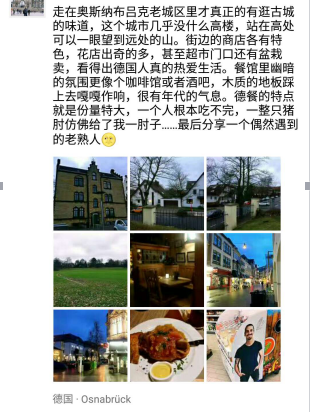 走在奥斯纳布吕克老城区里才真正的有逛古城
的味道，这个城市几乎没什么高楼，站在高处
可以一眼望到远处的山。街边的商店各有特
色，花店出奇的多，甚至超市门口还有盆栽
卖，看得出德国人真的热爱生活。餐馆里幽暗
的氛围更像个咖啡馆或者酒吧，木质的地板踩
上去嘎嘎作响，很有年代的气息。德餐的特点
就是份量特大，一个人根本吃不完，一整只猪
肘仿佛给了我一肘子......最后分享一个偶然遇到
的老熟人
德国 · Osnabrück